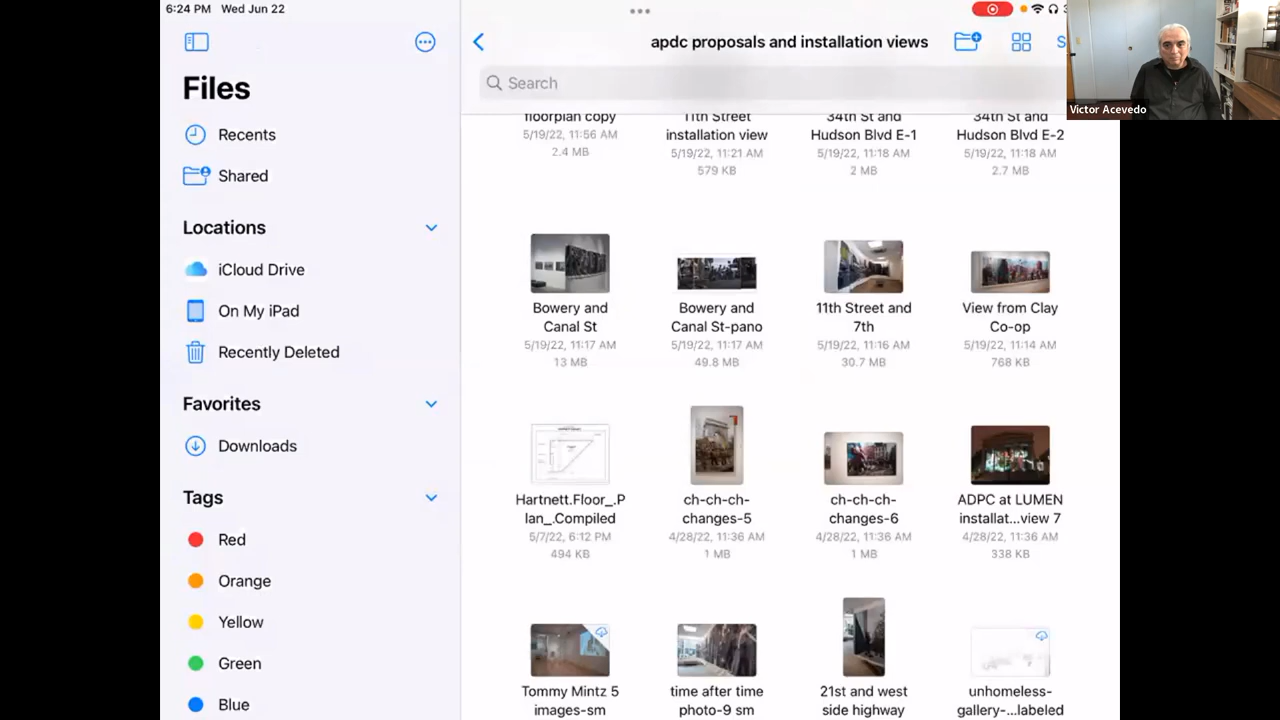 6:24 PM Wed Jun 22
Files
Recents
Shared
Locations
iCloud Drive
On My iPad
Recently Deleted
Favorites
Downloads
Tags
Red
Orange
Yellow
Green
Blue
apdc proposals and installation views
Search
floorplan copy
5/19/22, 11:56 AM
2.4 MB
11th Street
installation view
5/19/22, 11:21 AM
579 KB
34th St and
Hudson Blvd E-1
5/19/22, 11:18 AM
2 MB
34th St and
Hudson Blvd E-2
5/19/22, 11:18 AM
2.7 MB
Bowery and
Canal St
5/19/22, 11:17 AM
13 MB
Bowery and
Canal St-pano
5/19/22, 11:17 AM
49.8 MB
11th Street and
7th
5/19/22, 11:16 AM
30.7 MB
View from Clay
Co-op
5/19/22, 11:14 AM
768 KB
Hartnett.Floor_.P
lan_.Compiled
5/7/22, 6:12 PM
494 KB
ch-ch-ch-
changes-5
4/28/22, 11:36 AM
1 MB
ch-ch-ch-
changes-6
4/28/22, 11:36 AM
1 MB
ADPC at LUMEN
installat...view 7
4/28/22, 11:36 AM
338 KB
Tommy Mintz 5
images-sm
time after time
photo-9 sm
21st and west
side highway
unhomeless-
gallery-...labeled
Victor Acevedo